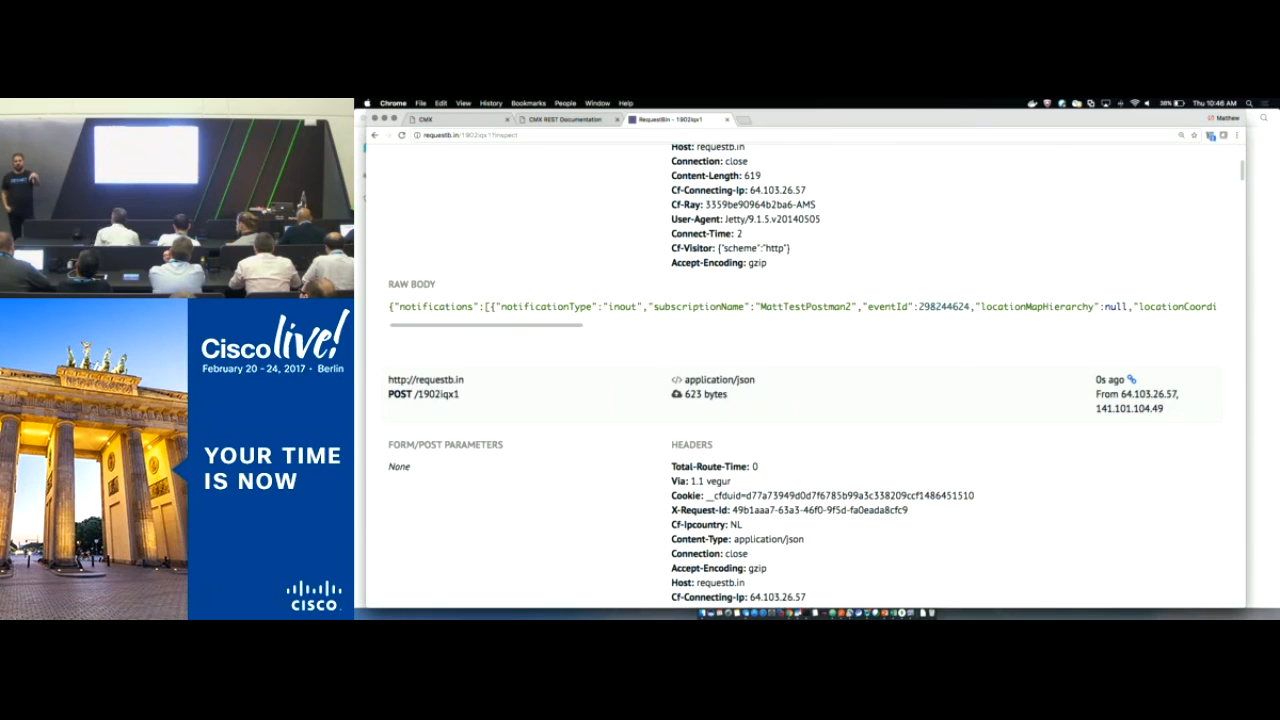 Chrome File Edit View History Bookmarks People Window Help
38% Thu 10:46 AM
CMX
CMX REST Documentation
RequestBin - 1902iqx1
Matthew
requestb.in/1902iqx1?inspect
Host: requestb.in
Connection: close
Content-Length: 619
Cf-Connecting-Ip: 64.103.26.57
Cf-Ray: 3359be90964b2ba6-AMS
User-Agent: Jetty/9.1.5.v20140505
Connect-Time: 2
Cf-Visitor: {"scheme":"http"}
Accept-Encoding: gzip
RAW BODY
{"notifications":[{"notificationType":"inout","subscriptionName":"MattTestPostman2","eventId":298244624,"locationMapHierarchy":null,"locationCoordi
http://requestb.in
POST /1902iqx1
application/json
623 bytes
0s ago
From 64.103.26.57,
141.101.104.49
FORM/POST PARAMETERS
None
HEADERS
Total-Route-Time: 0
Via: 1.1 vegur
Cookie: __cfduid=d77a73949d0d7f6785b99a3c338209ccf1486451510
X-Request-Id: 49b1aaa7-63a3-46f0-9f5d-fa0eada8cfc9
Cf-Ipcountry: NL
Content-Type: application/json
Connection: close
Accept-Encoding: gzip
Host: requestb.in
Cf-Connecting-Ip: 64.103.26.57
Cisco live!
February 20 - 24, 2017 • Berlin
YOUR TIME
IS NOW
CISCO